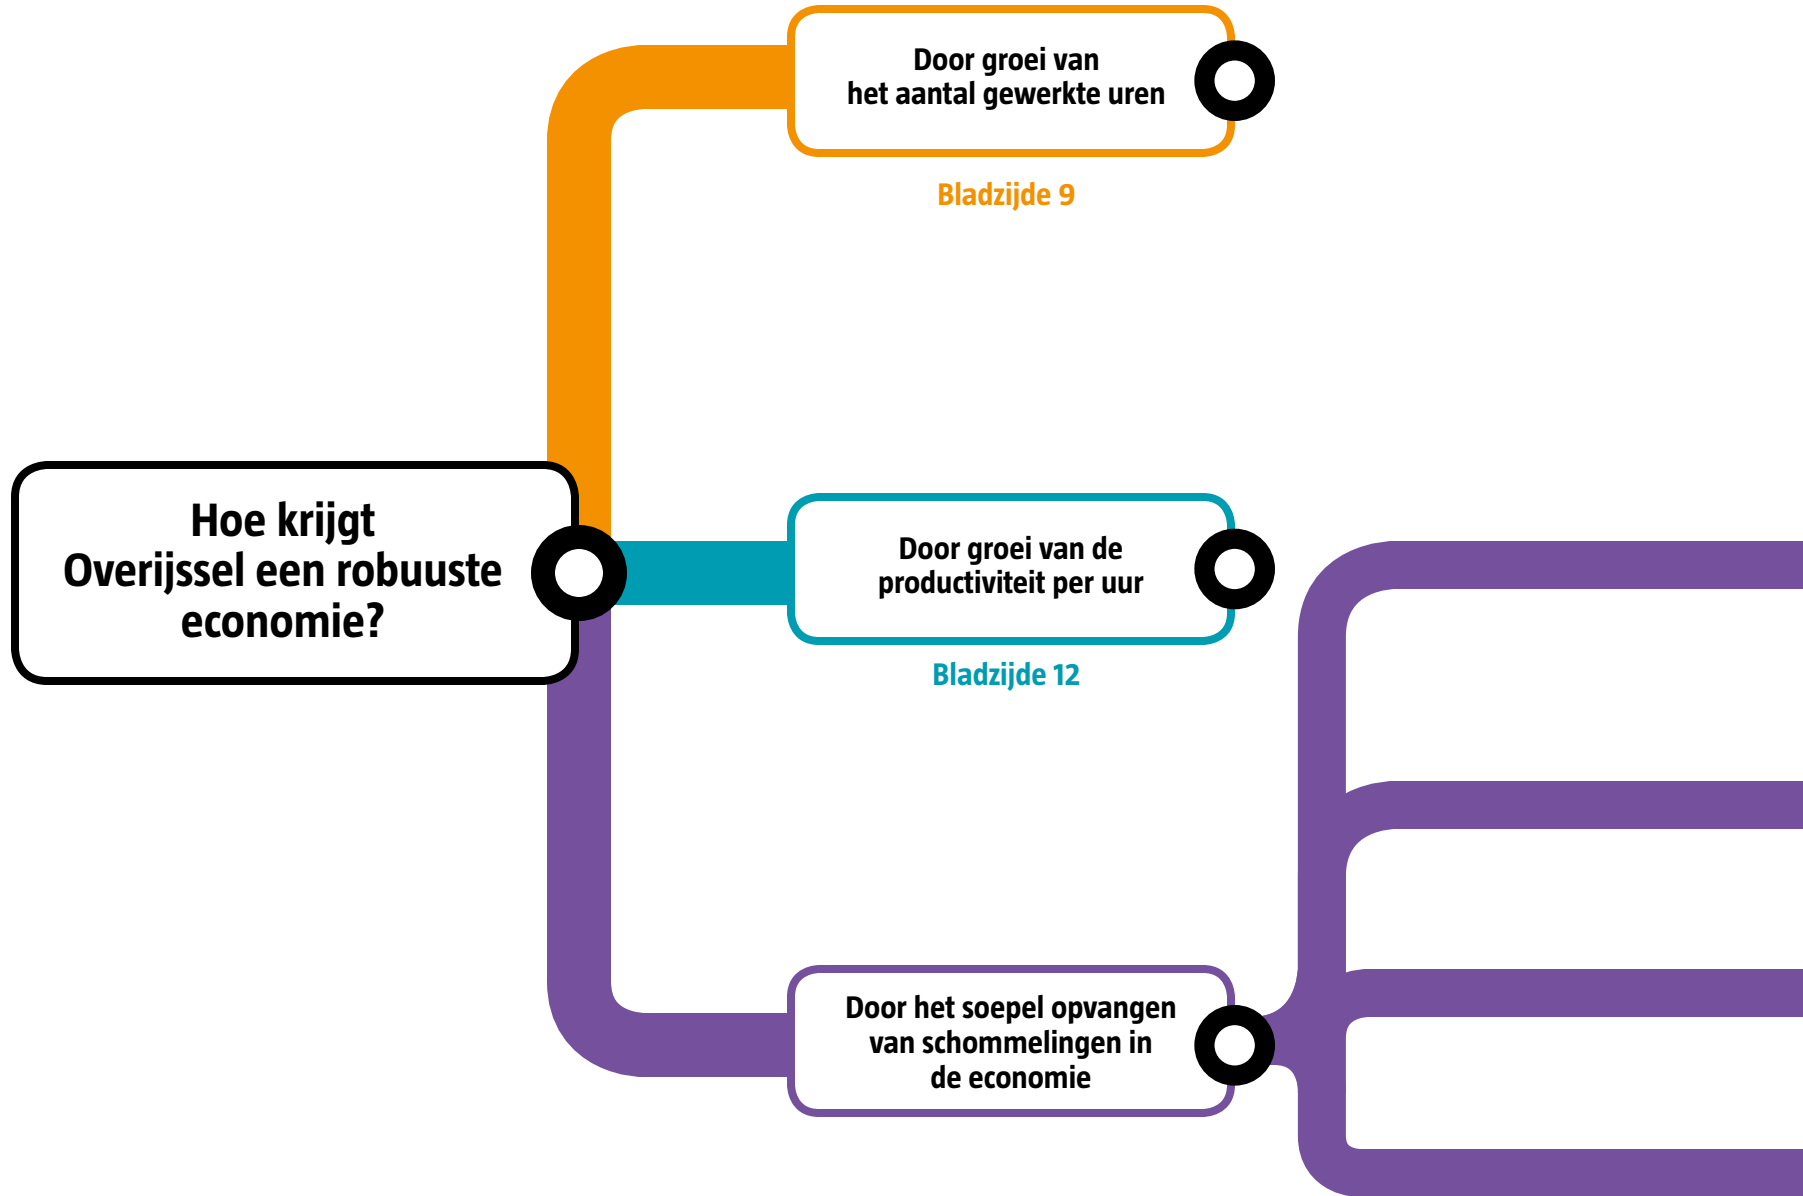 Door groei van
het aantal gewerkte uren
Bladzijde 9
Hoe krijgt
Overijssel een robuuste
economie?
Door groei van de
productiviteit per uur
Bladzijde 12
Door het soepel opvangen
van schommelingen in
de economie